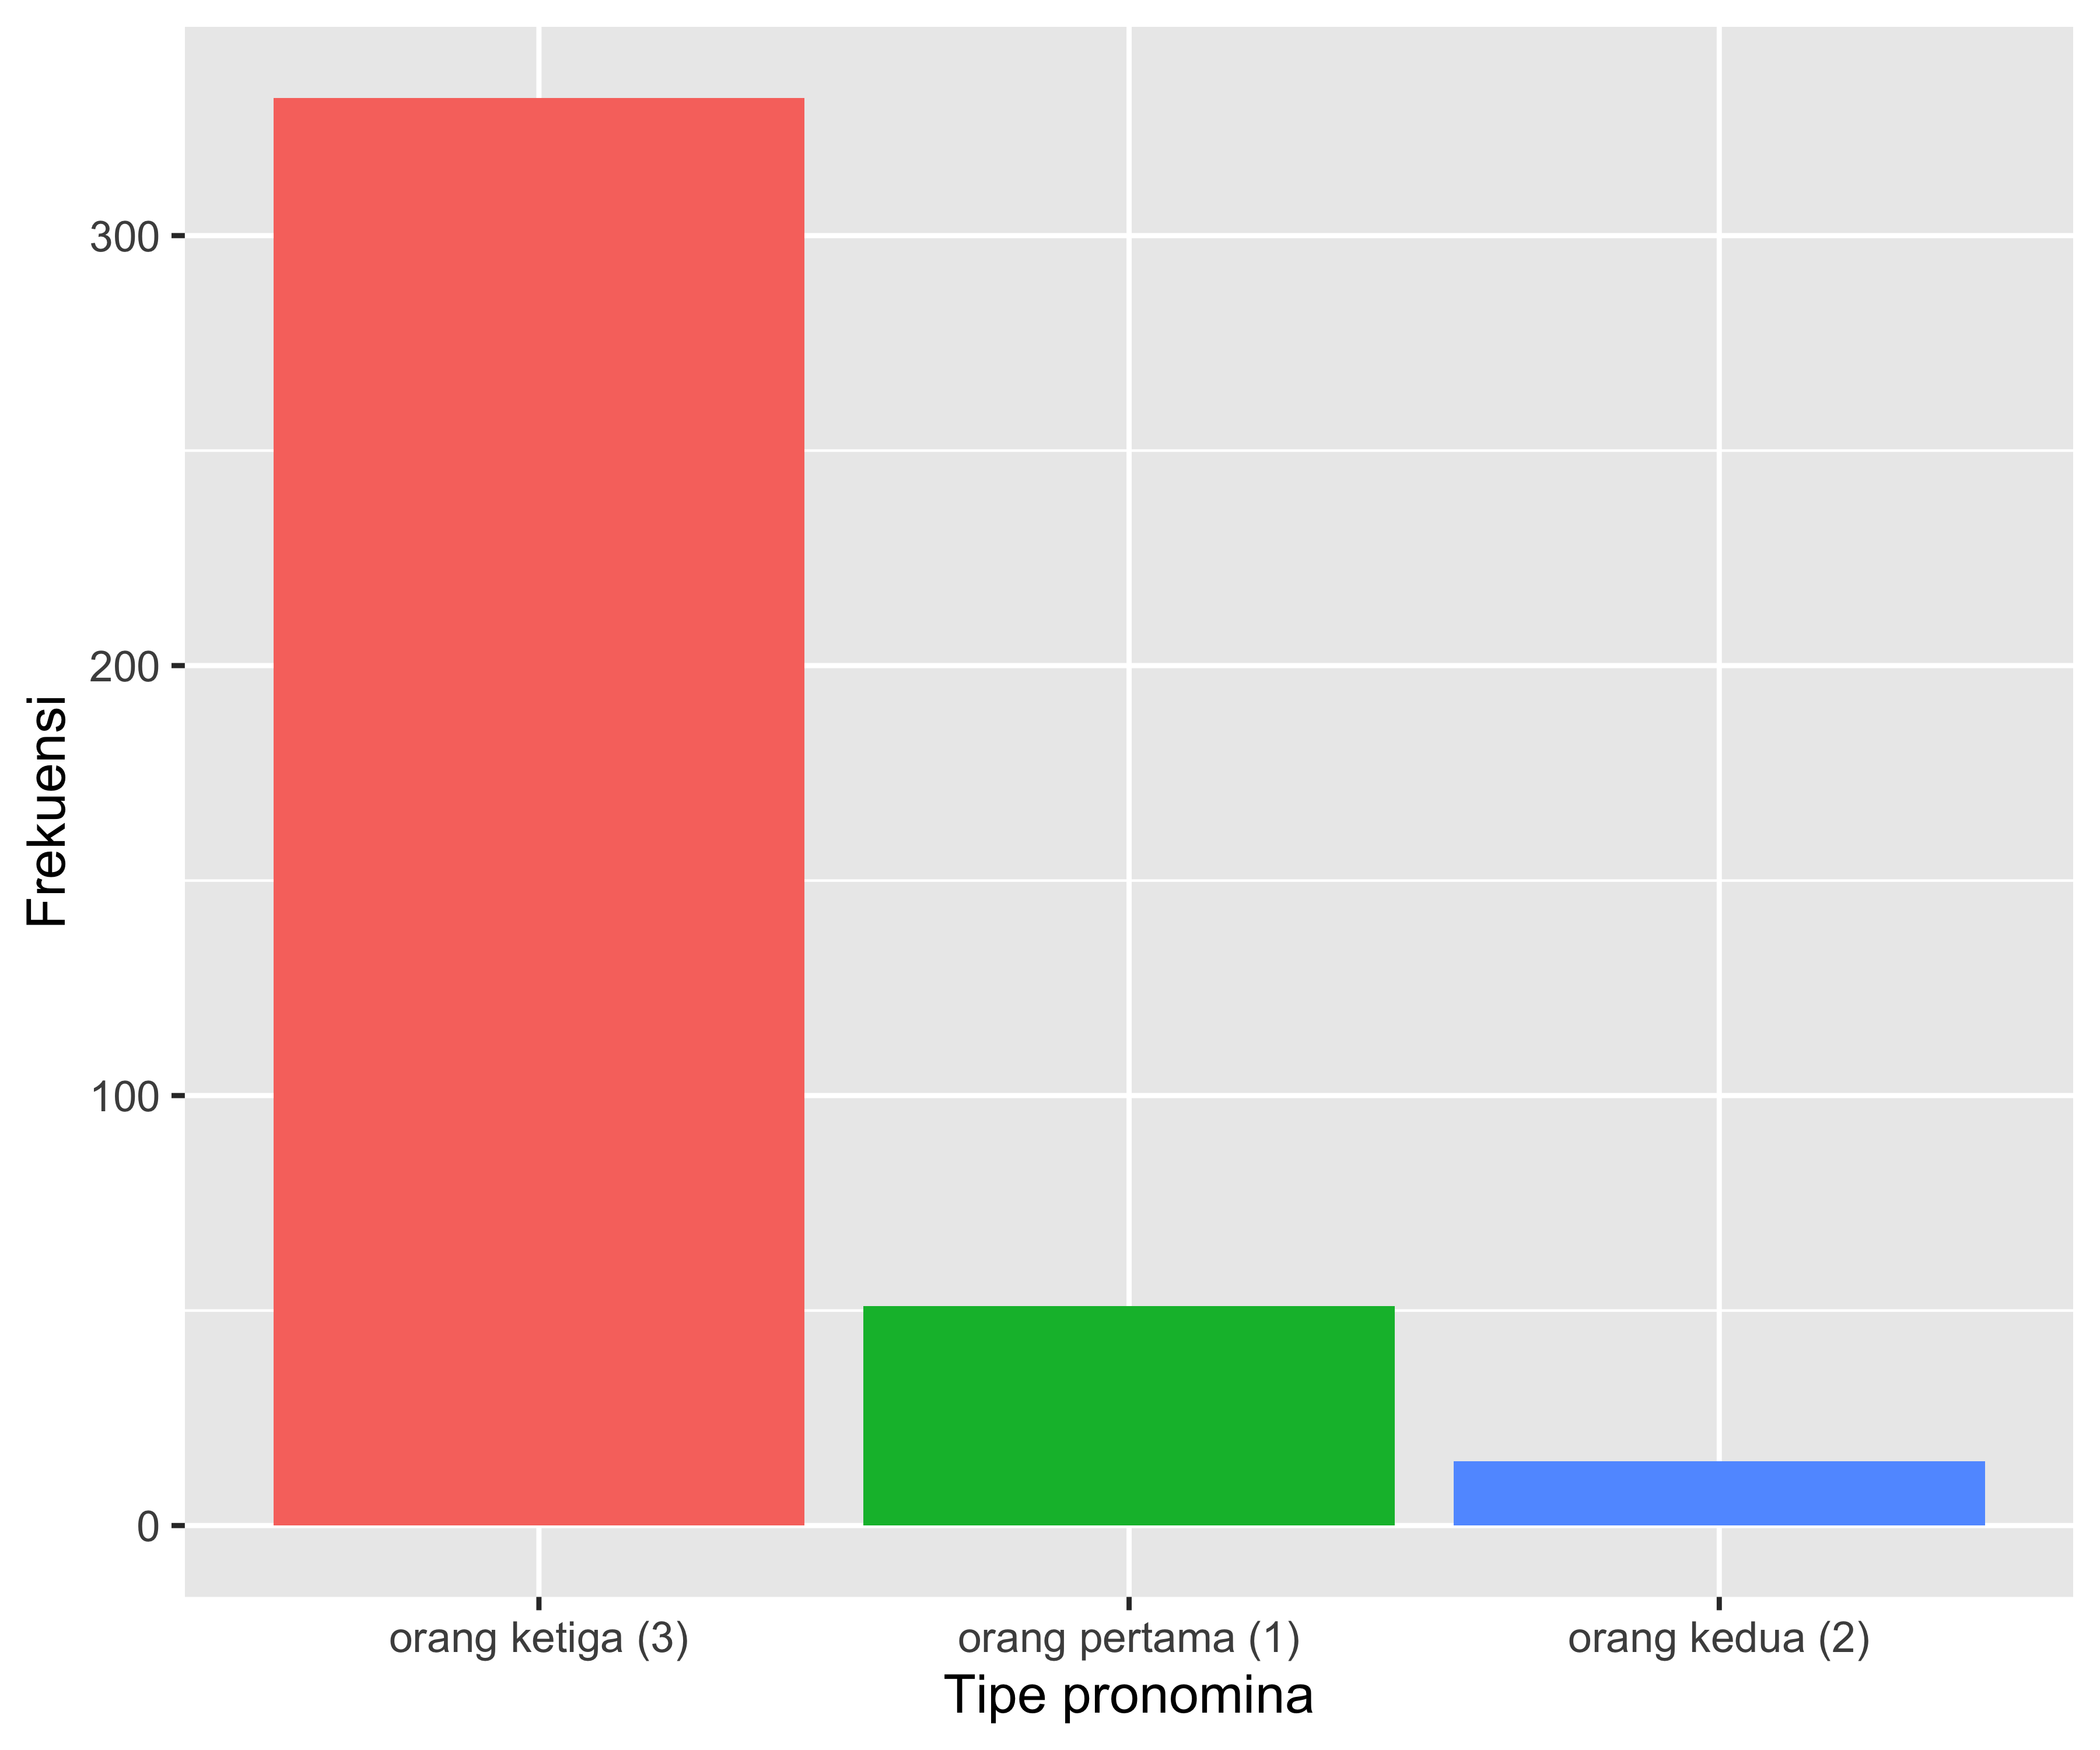 Frekuensi
300
200
100
0
orang ketiga (3) orang pertama (1) orang kedua (2)
Tipe pronomina